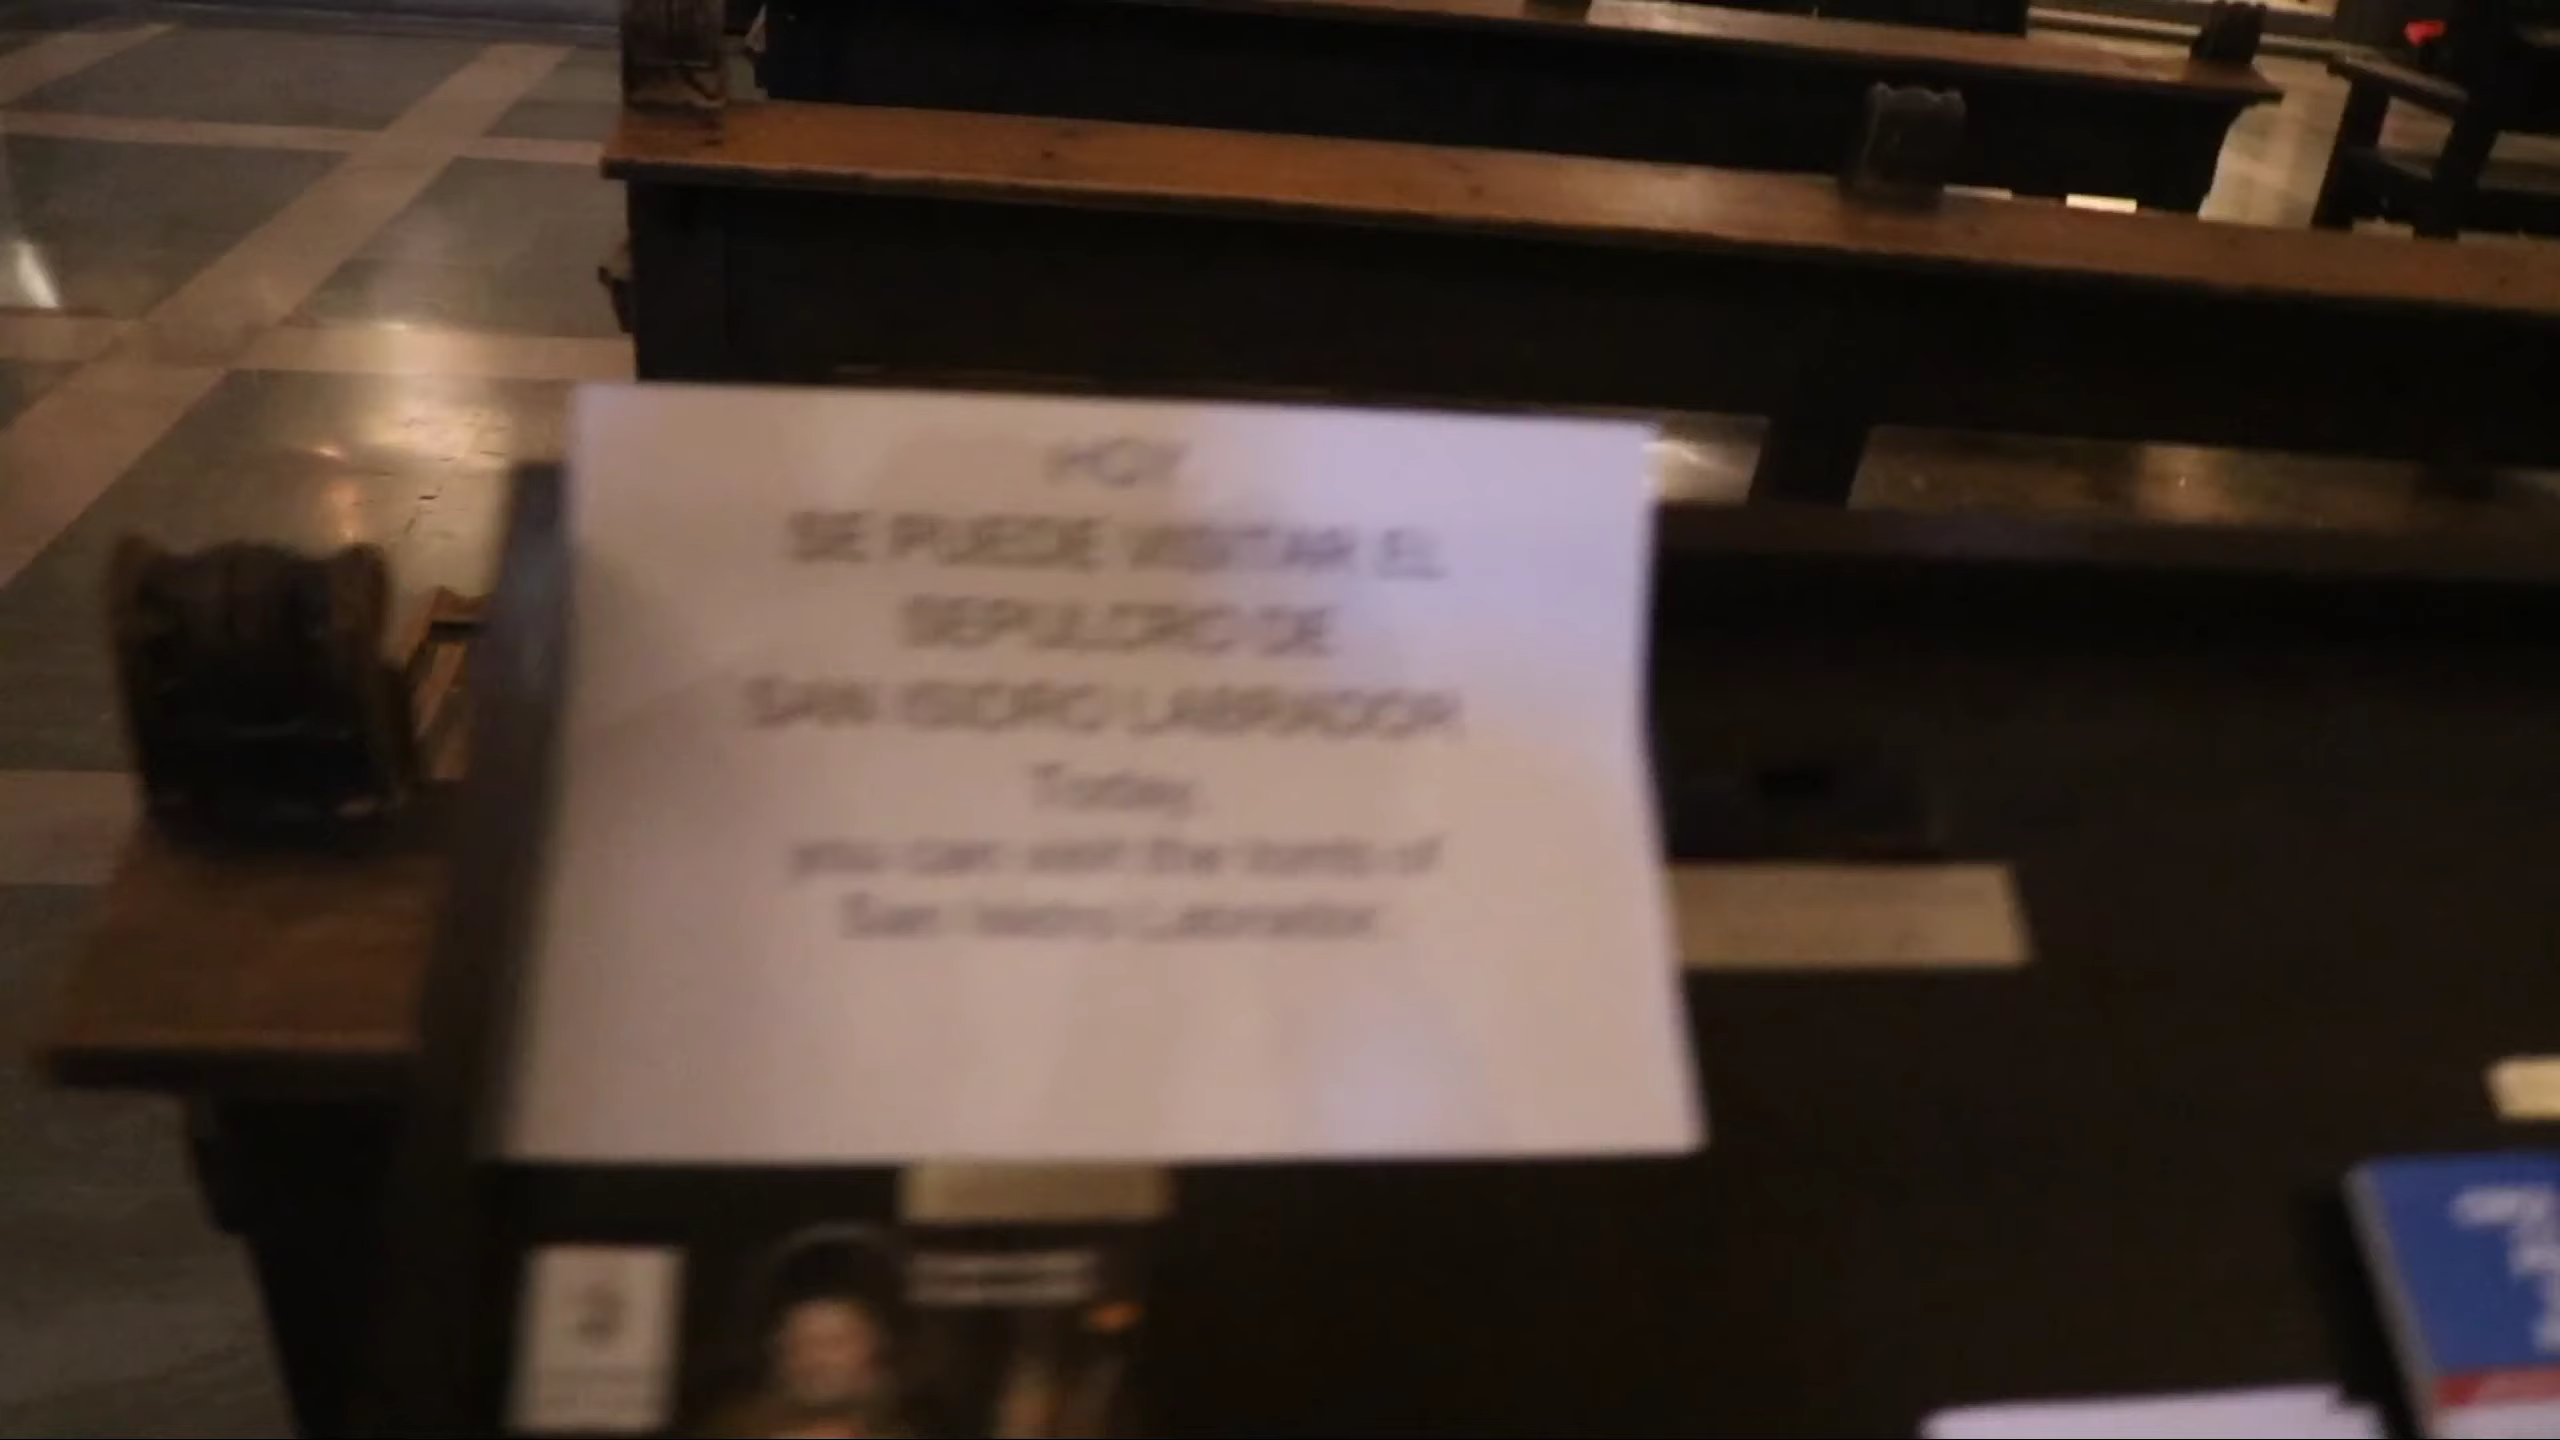 HOY
SE PUEDE VISITAR EL
SEPULCRO DE
SAN ISIDRO LABRADOR
Today,
you can visit the tomb of
San Isidro Labrador.